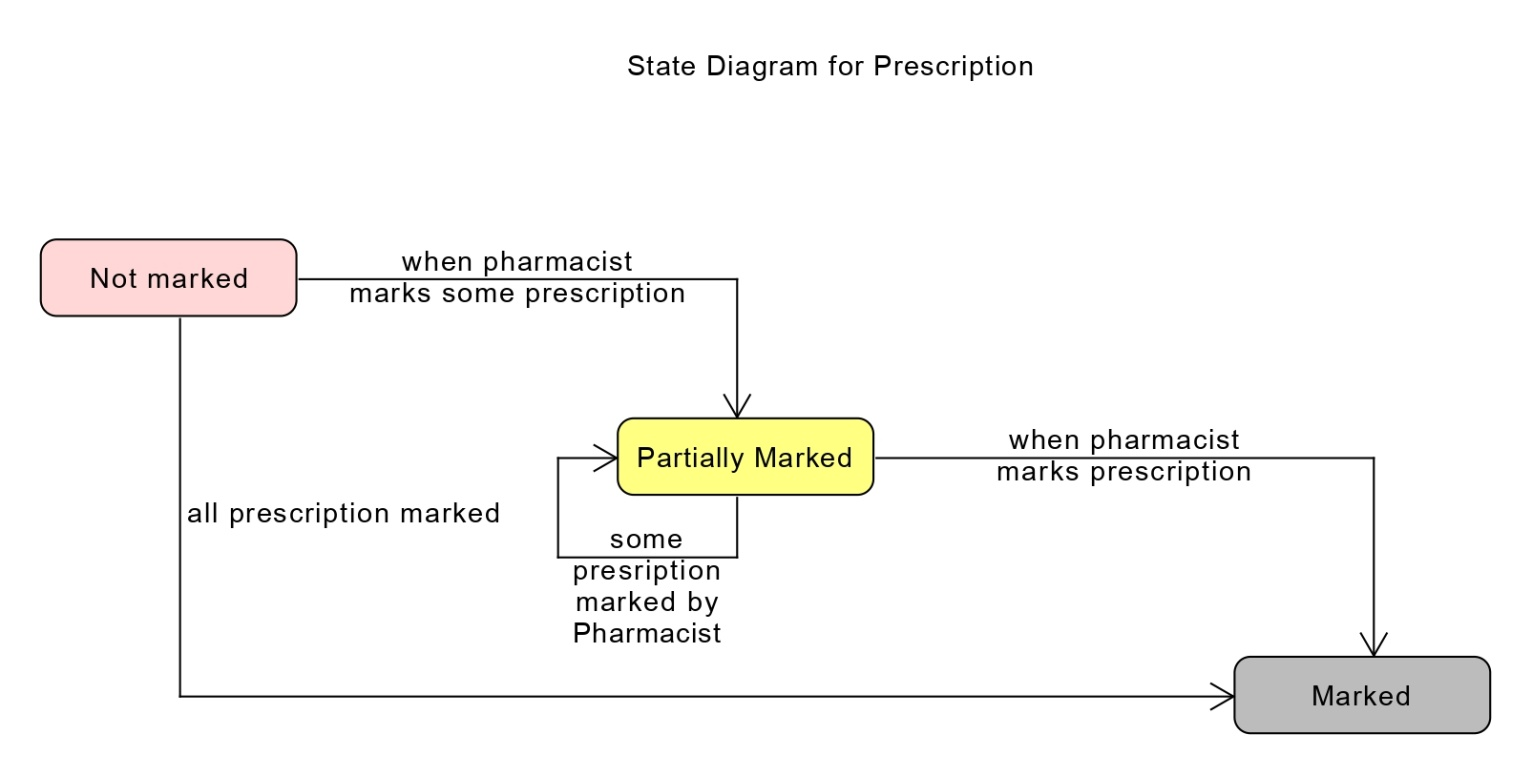 State Diagram for Prescription
Not marked
when pharmacist
marks some prescription
Partially Marked
when pharmacist
marks prescription
all prescription marked
some
presription
marked by
Pharmacist
Marked